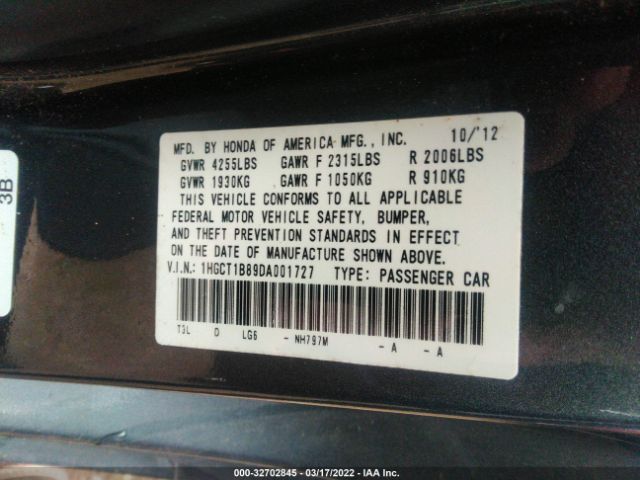 MFD. BY HONDA OF AMERICA MFG., INC. 10/'12
GVWR 4255LBS GAWR F 2315LBS R 2006LBS
GVWR 1930KG GAWR F 1050KG R 910KG
THIS VEHICLE CONFORMS TO ALL APPLICABLE
FEDERAL MOTOR VEHICLE SAFETY, BUMPER,
AND THEFT PREVENTION STANDARDS IN EFFECT
ON THE DATE OF MANUFACTURE SHOWN ABOVE.
V.I.N.: 1HGCT1B89DA001727 TYPE: PASSENGER CAR
T3L D LG6 - NH797M - A - A
3B
000-32702845 - 03/17/2022 - IAA Inc.